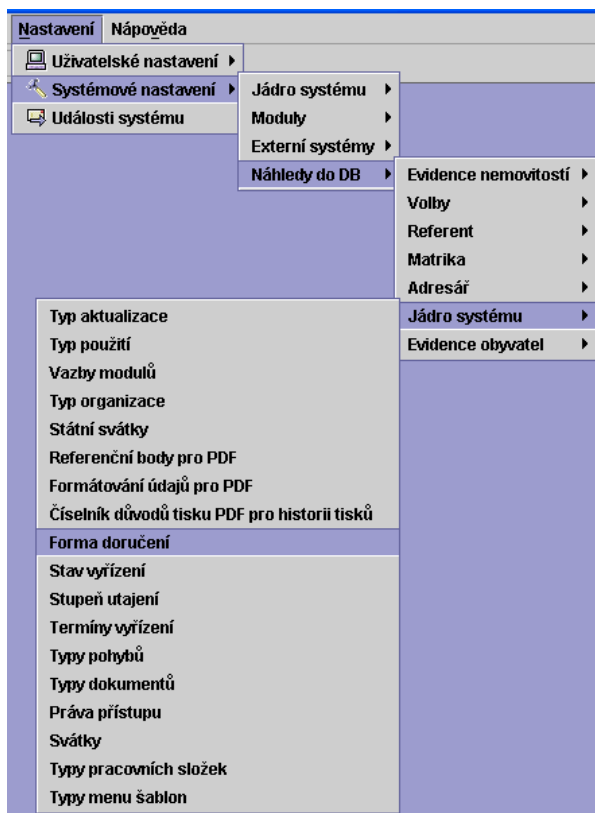 Nastavení Nápověda
Uživatelské nastavení
Systémové nastavení
Události systému
Jádro systému
Moduly
Externí systémy
Náhledy do DB
Evidence nemovitostí
Volby
Referent
Matrika
Adresář
Jádro systému
Evidence obyvatel
Typ aktualizace
Typ použití
Vazby modulů
Typ organizace
Státní svátky
Referenční body pro PDF
Formátování údajů pro PDF
Číselník důvodů tisku PDF pro historii tisků
Forma doručení
Stav vyřízení
Stupeň utajení
Termíny vyřízení
Typy pohybů
Typy dokumentů
Práva přístupu
Svátky
Typy pracovních složek
Typy menu šablon